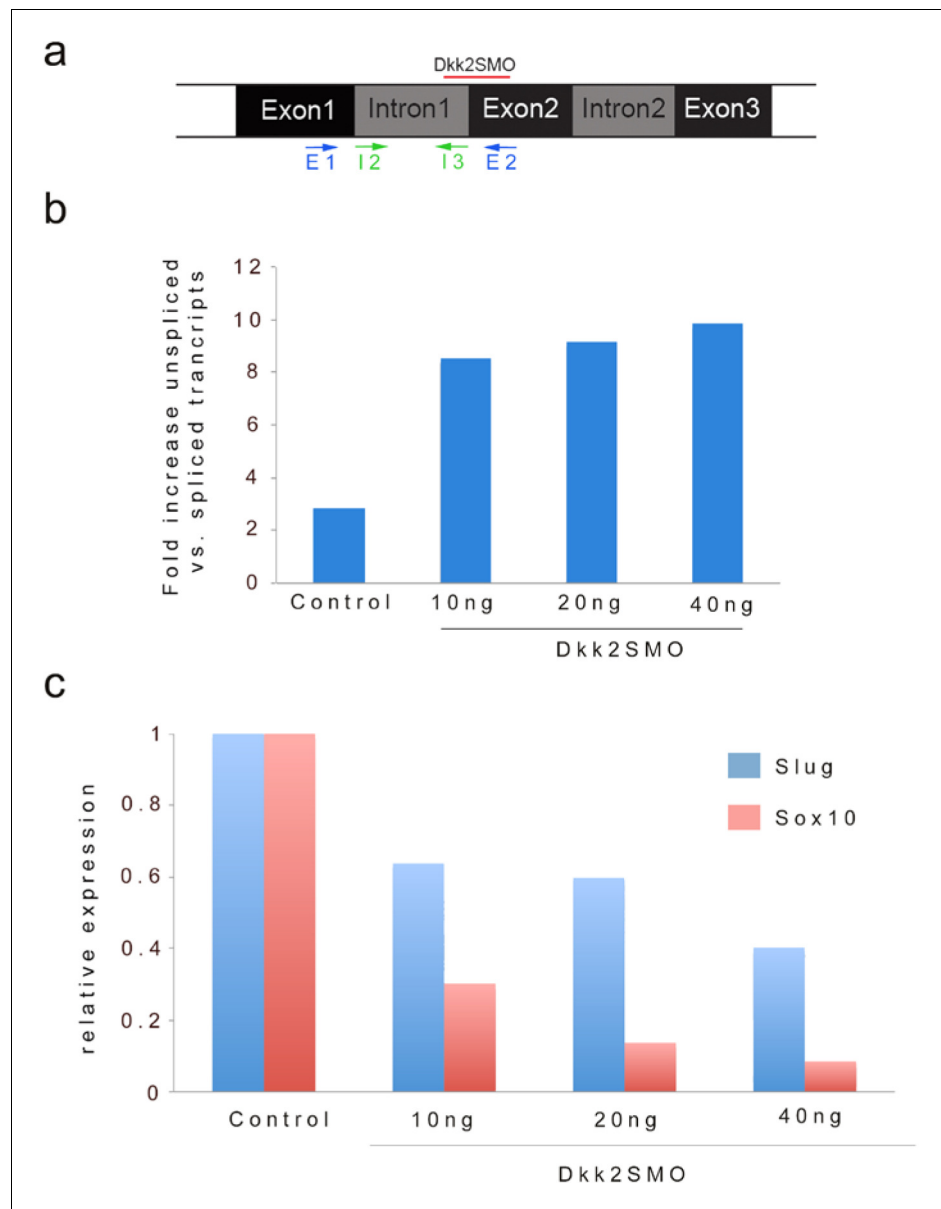 a
Dkk2SMO
Exon1 Intron1 Exon2 Intron2 Exon3
E1 I2 I3 E2
b
Fold increase unspliced
vs. spliced trancripts
12
10
8
6
4
2
0
Control 10ng 20ng 40ng
Dkk2SMO
c
relative expression
1
0.8
0.6
0.4
0.2
0
Slug
Sox10
Control 10ng 20ng 40ng
Dkk2SMO